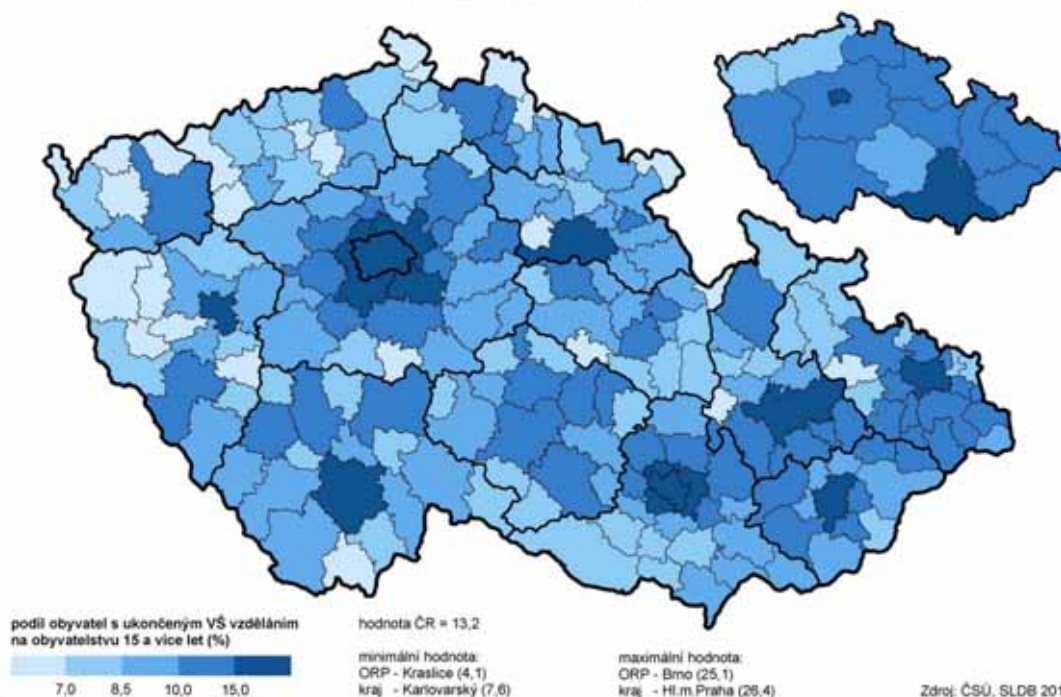 podíl obyvatel s ukončeným VŠ vzděláním
na obyvatelstvu 15 a více let (%)
7,0 8,5 10,0 15,0
hodnota ČR = 13,2
minimální hodnota:
ORP - Kraslice (4,1)
kraj - Karlovarský (7,6)
maximální hodnota:
ORP - Brno (25,1)
kraj - Hl.m.Praha (26,4)
Zdroj: ČSÚ, SLDB 20